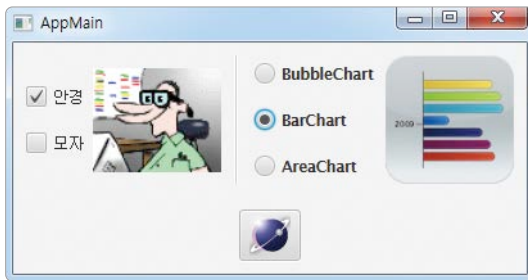 AppMain
안경
모자
BubbleChart
BarChart
AreaChart
2009